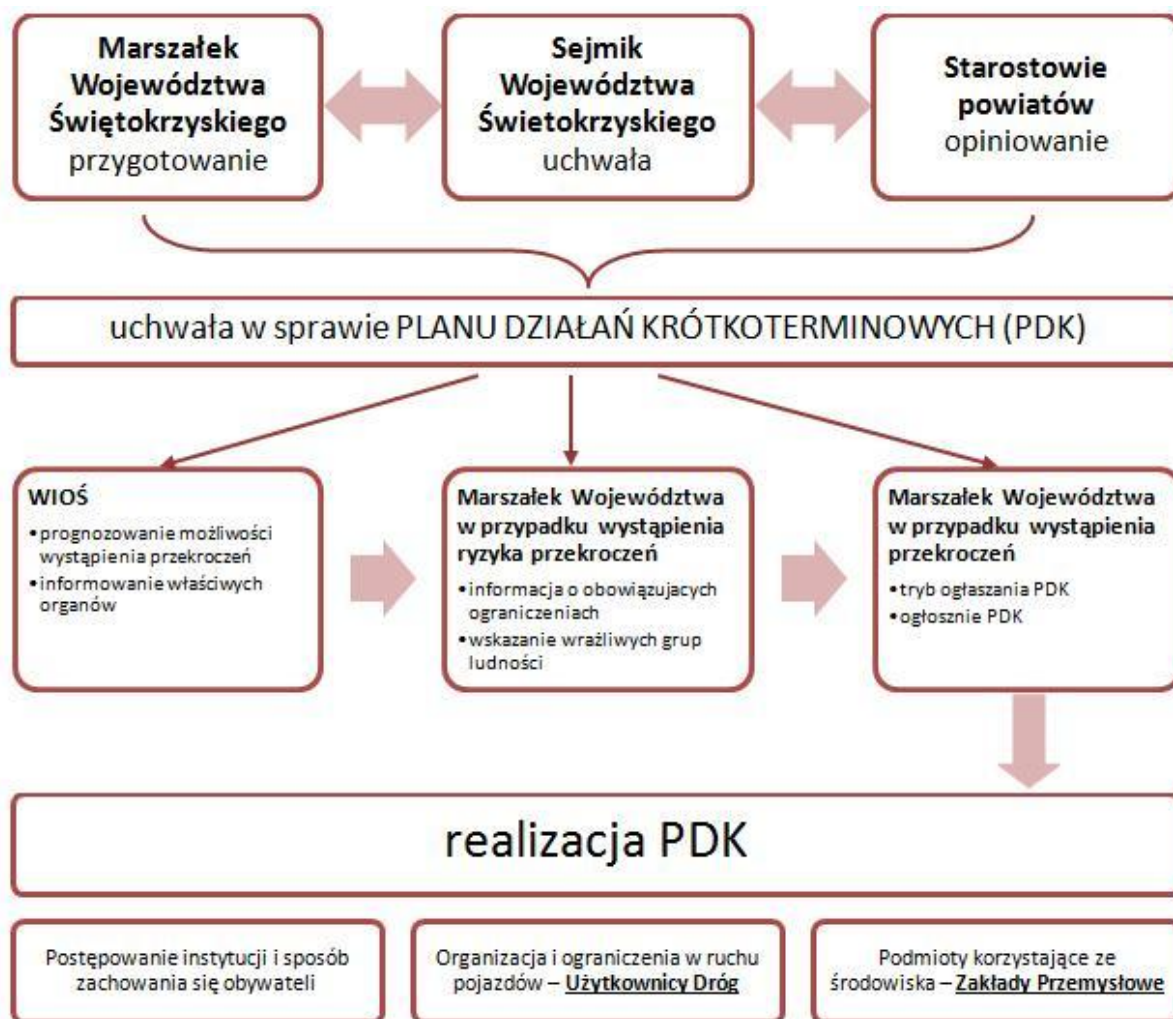 Marszałek
Województwa
Świętokrzyskiego
przygotowanie
Sejmik
Województwa
Świetokrzyskiego
uchwała
Starostowie
powiatów
opiniowanie
uchwała w sprawie PLANU DZIAŁAŃ KRÓTKOTERMINOWYCH (PDK)
WIOŚ
•prognozowanie możliwości
wystąpienia przekroczeń
•informowanie właściwych
organów
Marszałek Województwa
w przypadku wystąpienia
ryzyka przekroczeń
•informacja o obowiązujacych
ograniczeniach
•wskazanie wrażliwych grup
ludności
Marszałek Województwa
w przypadku wystąpienia
przekroczeń
•tryb ogłaszania PDK
•ogłosznie PDK
realizacja PDK
Postępowanie instytucji i sposób
zachowania się obywateli
Organizacja i ograniczenia w ruchu
pojazdów – Użytkownicy Dróg
Podmioty korzystające ze
środowiska – Zakłady Przemysłowe